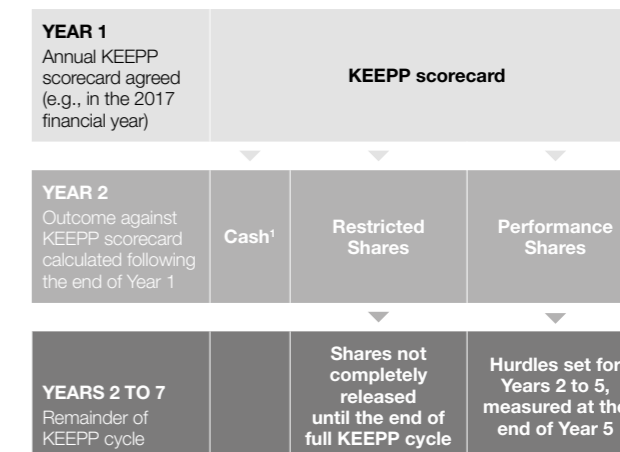 YEAR 1
Annual KEEPP
scorecard agreed
(e.g., in the 2017
financial year)
KEEPP scorecard
YEAR 2
Outcome against
KEEPP scorecard
calculated following
the end of Year 1
Cash¹
Restricted
Shares
Performance
Shares
YEARS 2 TO 7
Remainder of
KEEPP cycle
Shares not
completely
released
until the end of
full KEEPP cycle
Hurdles set for
Years 2 to 5,
measured at the
end of Year 5